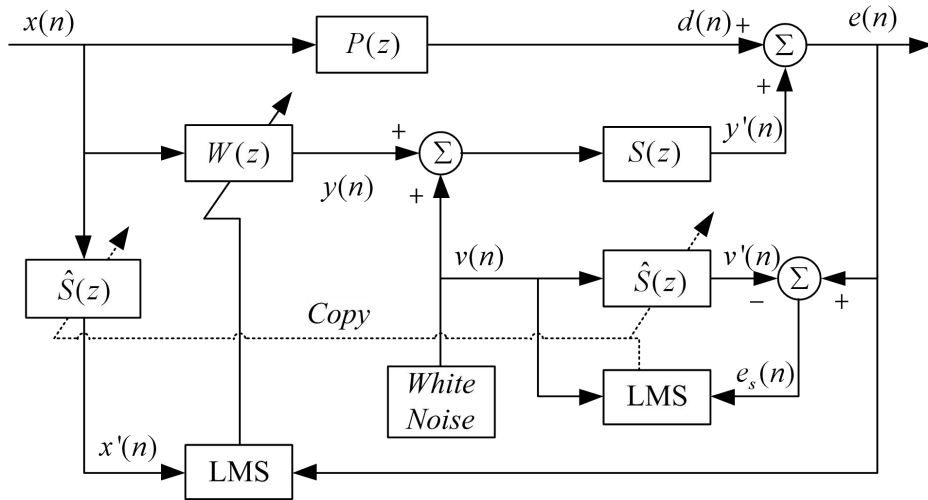 x(n)
P(z)
d(n)
+
Σ
e(n)
+
y'(n)
W(z)
+
Σ
S(z)
y(n)
+
Ŝ(z)
v(n)
Ŝ(z)
v'(n)
Σ
−
+
Copy
White
Noise
LMS
e_s(n)
x'(n)
LMS